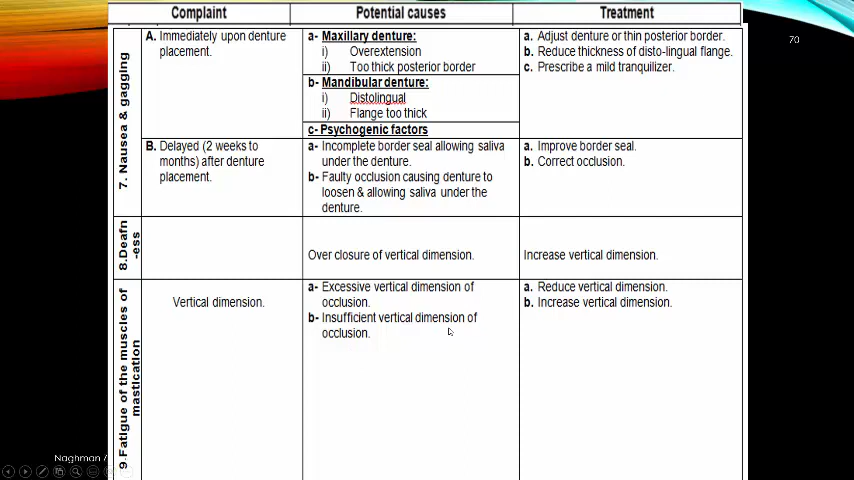 Complaint
Potential causes
Treatment
70
7. Nausea & gagging
A. Immediately upon denture
placement.
a- Maxillary denture:
i) Overextension
ii) Too thick posterior border
b- Mandibular denture:
i) Distolingual
ii) Flange too thick
c- Psychogenic factors
a. Adjust denture or thin posterior border.
b. Reduce thickness of disto-lingual flange.
c. Prescribe a mild tranquilizer.
B. Delayed (2 weeks to
months) after denture
placement.
a- Incomplete border seal allowing saliva
under the denture.
b- Faulty occlusion causing denture to
loosen & allowing saliva under the
denture.
a. Improve border seal.
b. Correct occlusion.
8.Deafn
-ess
Over closure of vertical dimension.
Increase vertical dimension.
9-Fatigue of the muscles of
mastication
Vertical dimension.
a- Excessive vertical dimension of
occlusion.
b- Insufficient vertical dimension of
occlusion.
a. Reduce vertical dimension.
b. Increase vertical dimension.
Naghman /